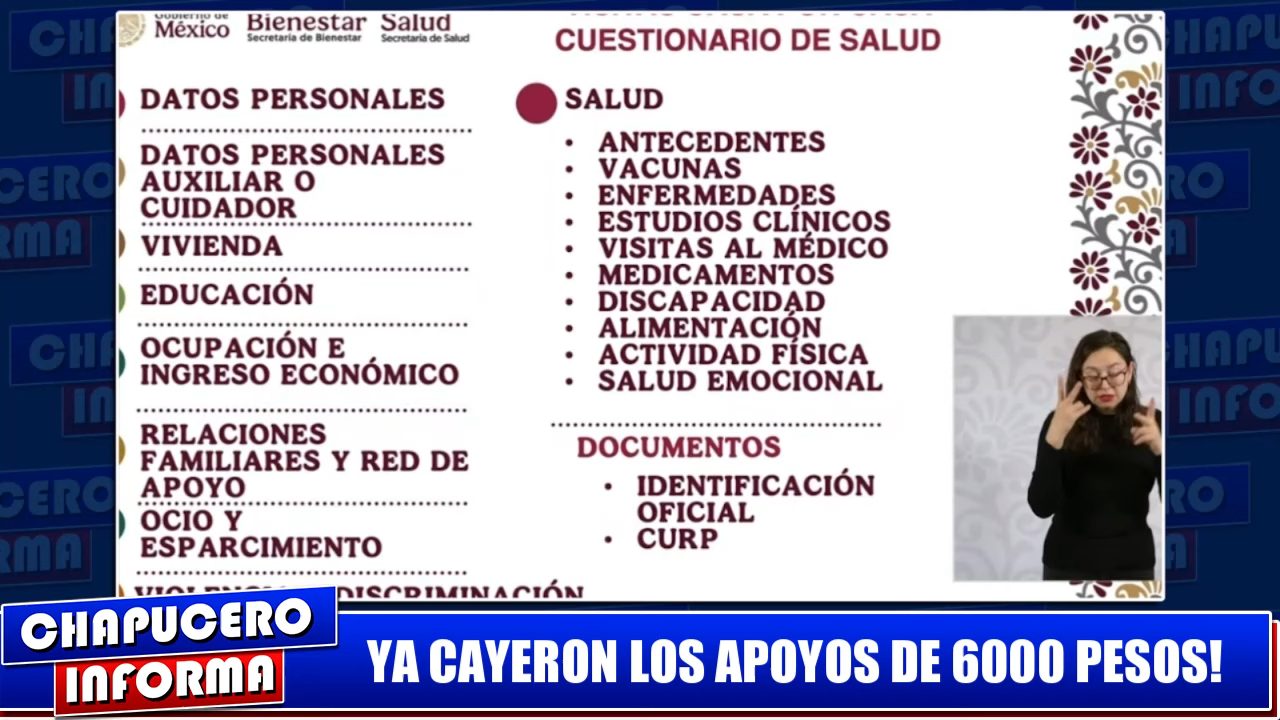 Gobierno de
México
Bienestar
Secretaría de Bienestar
Salud
Secretaría de Salud
CUESTIONARIO DE SALUD
DATOS PERSONALES
DATOS PERSONALES
AUXILIAR O
CUIDADOR
VIVIENDA
EDUCACIÓN
OCUPACIÓN E
INGRESO ECONÓMICO
RELACIONES
FAMILIARES Y RED DE
APOYO
OCIO Y
ESPARCIMIENTO
DISCRIMINACIÓN
SALUD
• ANTECEDENTES
• VACUNAS
• ENFERMEDADES
• ESTUDIOS CLÍNICOS
• VISITAS AL MÉDICO
• MEDICAMENTOS
• DISCAPACIDAD
• ALIMENTACIÓN
• ACTIVIDAD FÍSICA
• SALUD EMOCIONAL
DOCUMENTOS
• IDENTIFICACIÓN
OFICIAL
• CURP
CHAPUCERO
INFORMA
YA CAYERON LOS APOYOS DE 6000 PESOS!